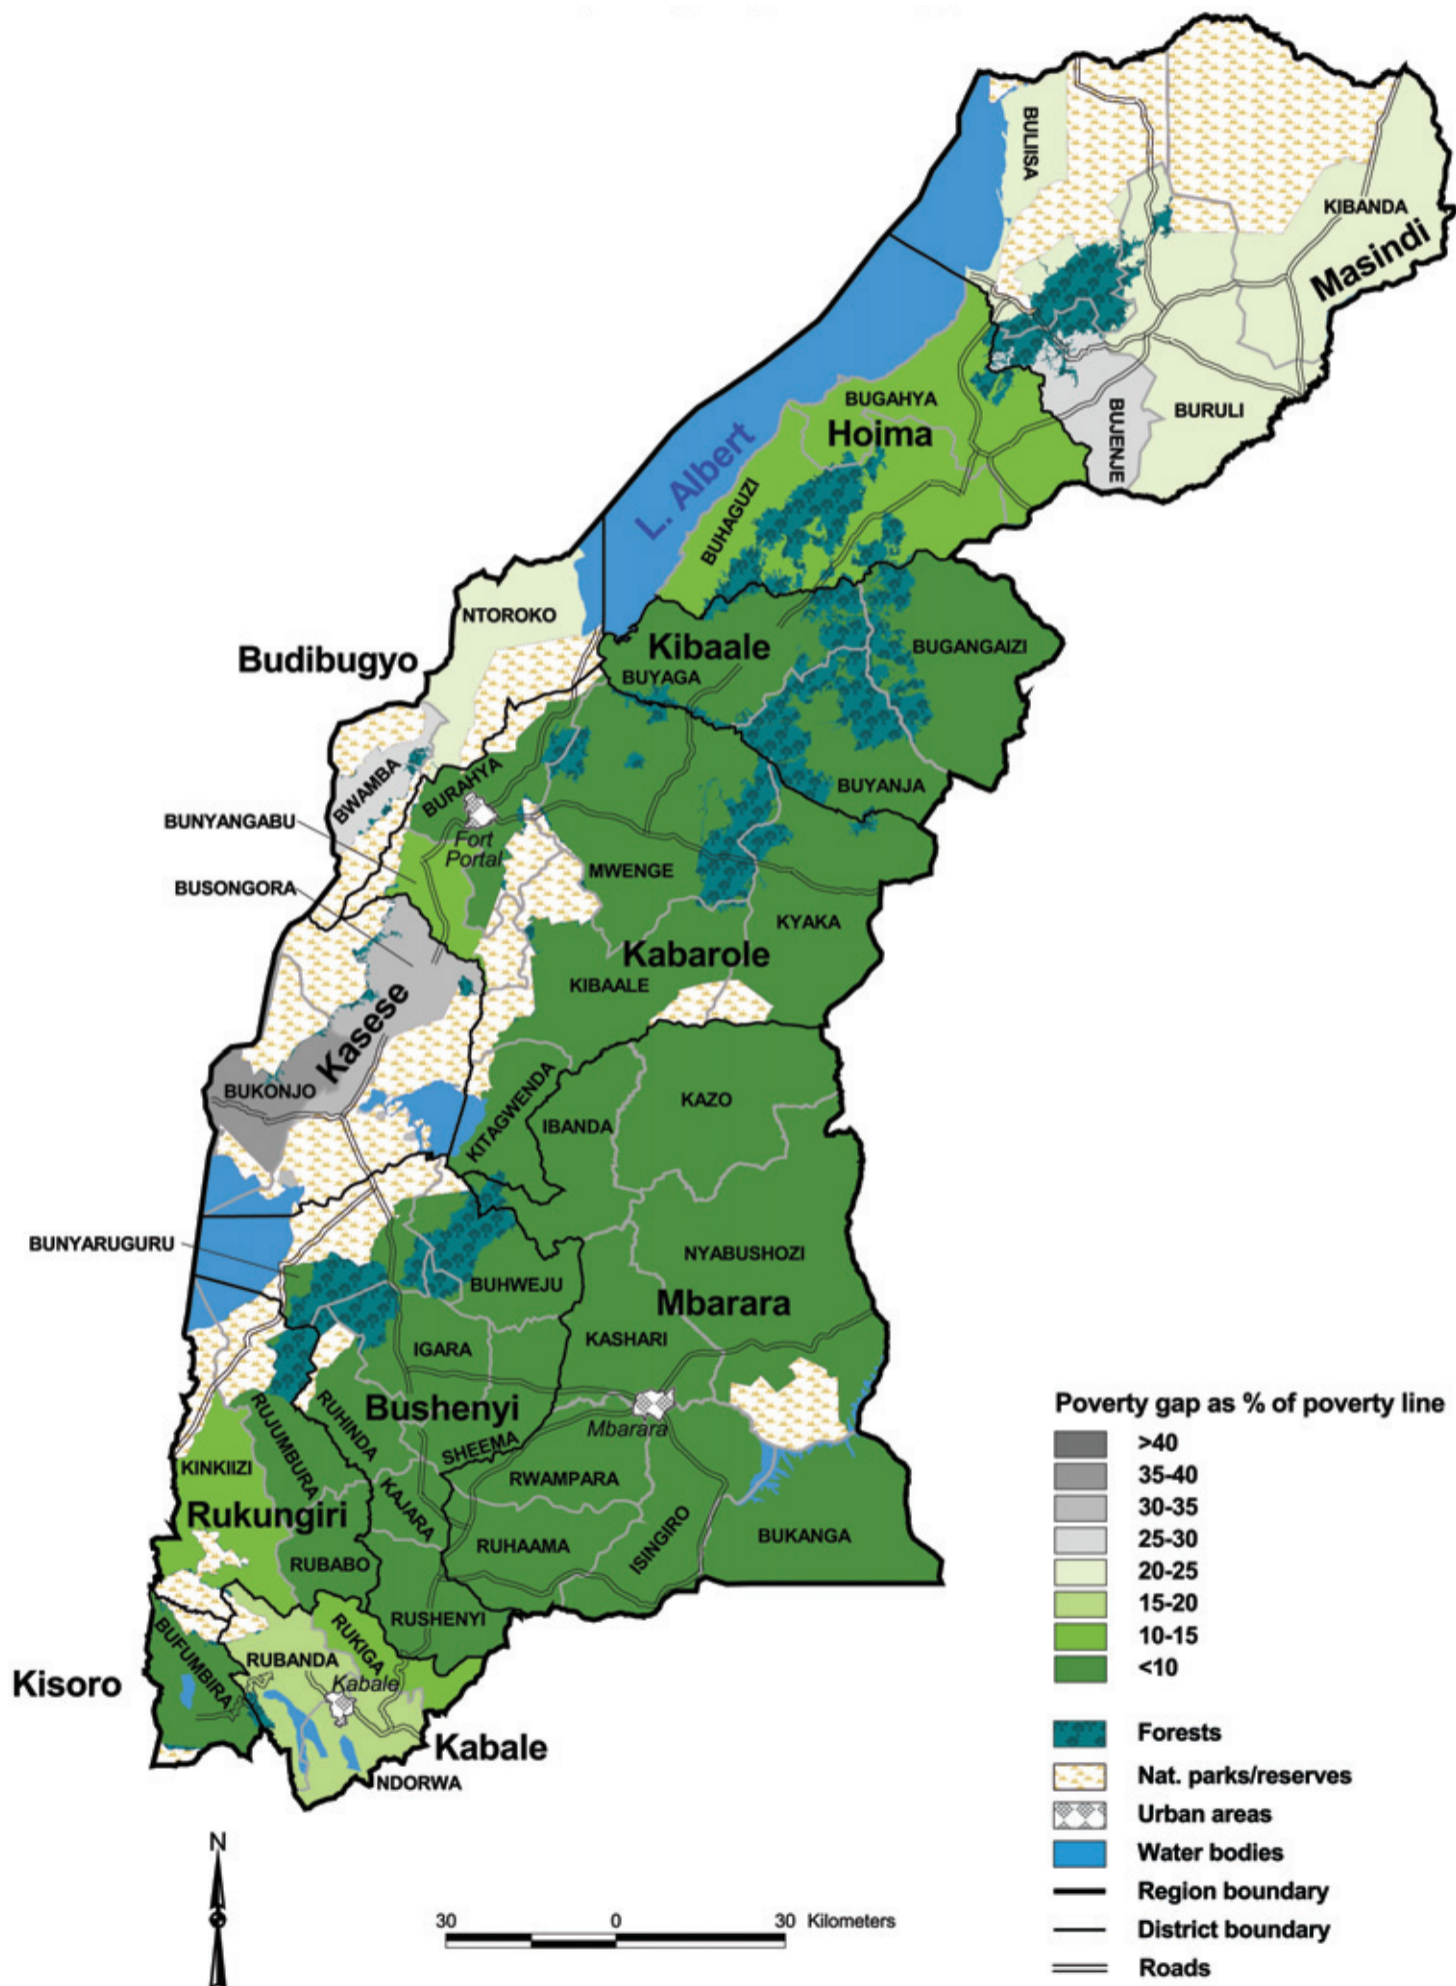 BULIISA
KIBANDA
Masindi
BUGAHYA
Hoima
BUJENJE
BURULI
L. Albert
BUHAGUZI
NTOROKO
Budibugyo
Kibaale
BUGANGAIZI
BUYAGA
BWAMBA
BURAHYA
BUYANJA
BUNYANGABU
Fort
Portal
MWENGE
BUSONGORA
KYAKA
Kabarole
KIBAALE
Kasese
BUKONJO
KITAGWENDA
IBANDA
KAZO
BUNYARUGURU
NYABUSHOZI
BUHWEJU
Mbarara
KASHARI
IGARA
RUHINDA
Bushenyi
RUJUMBURA
Mbarara
SHEEMA
KINKIIZI
RWAMPARA
KAJARA
Rukungiri
RUHAAMA
ISINGIRO
BUKANGA
RUBABO
RUSHENYI
BUFUMBIRA
RUKIGA
RUBANDA
Kabale
Kisoro
Kabale
NDORWA
Poverty gap as % of poverty line
>40
35-40
30-35
25-30
20-25
15-20
10-15
<10
Forests
Nat. parks/reserves
Urban areas
Water bodies
Region boundary
District boundary
Roads
N
30 0 30 Kilometers